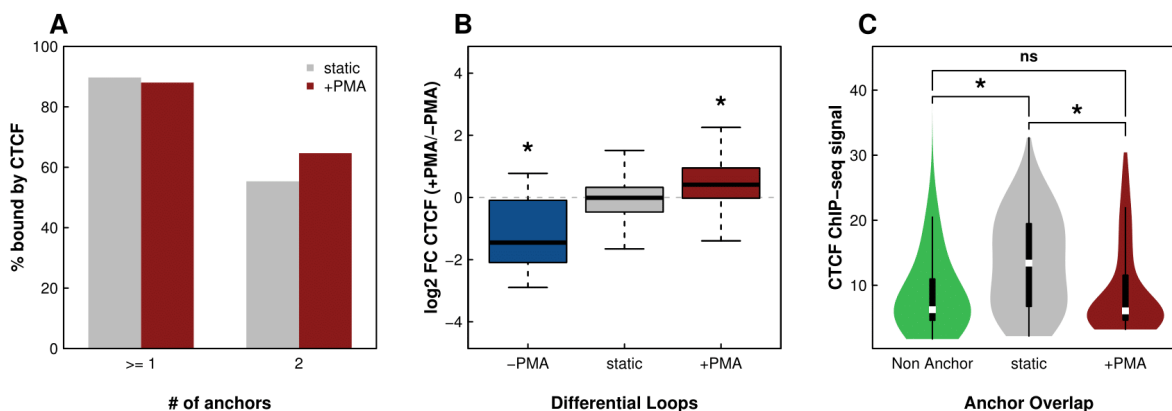 A
% bound by CTCF
100
80
60
40
20
0
static
+PMA
>= 1
2
# of anchors
B
log2 FC CTCF (+PMA/−PMA)
4
2
0
−2
−4
*
*
−PMA
static
+PMA
Differential Loops
C
CTCF ChIP−seq signal
40
30
20
10
ns
*
*
Non Anchor
static
+PMA
Anchor Overlap